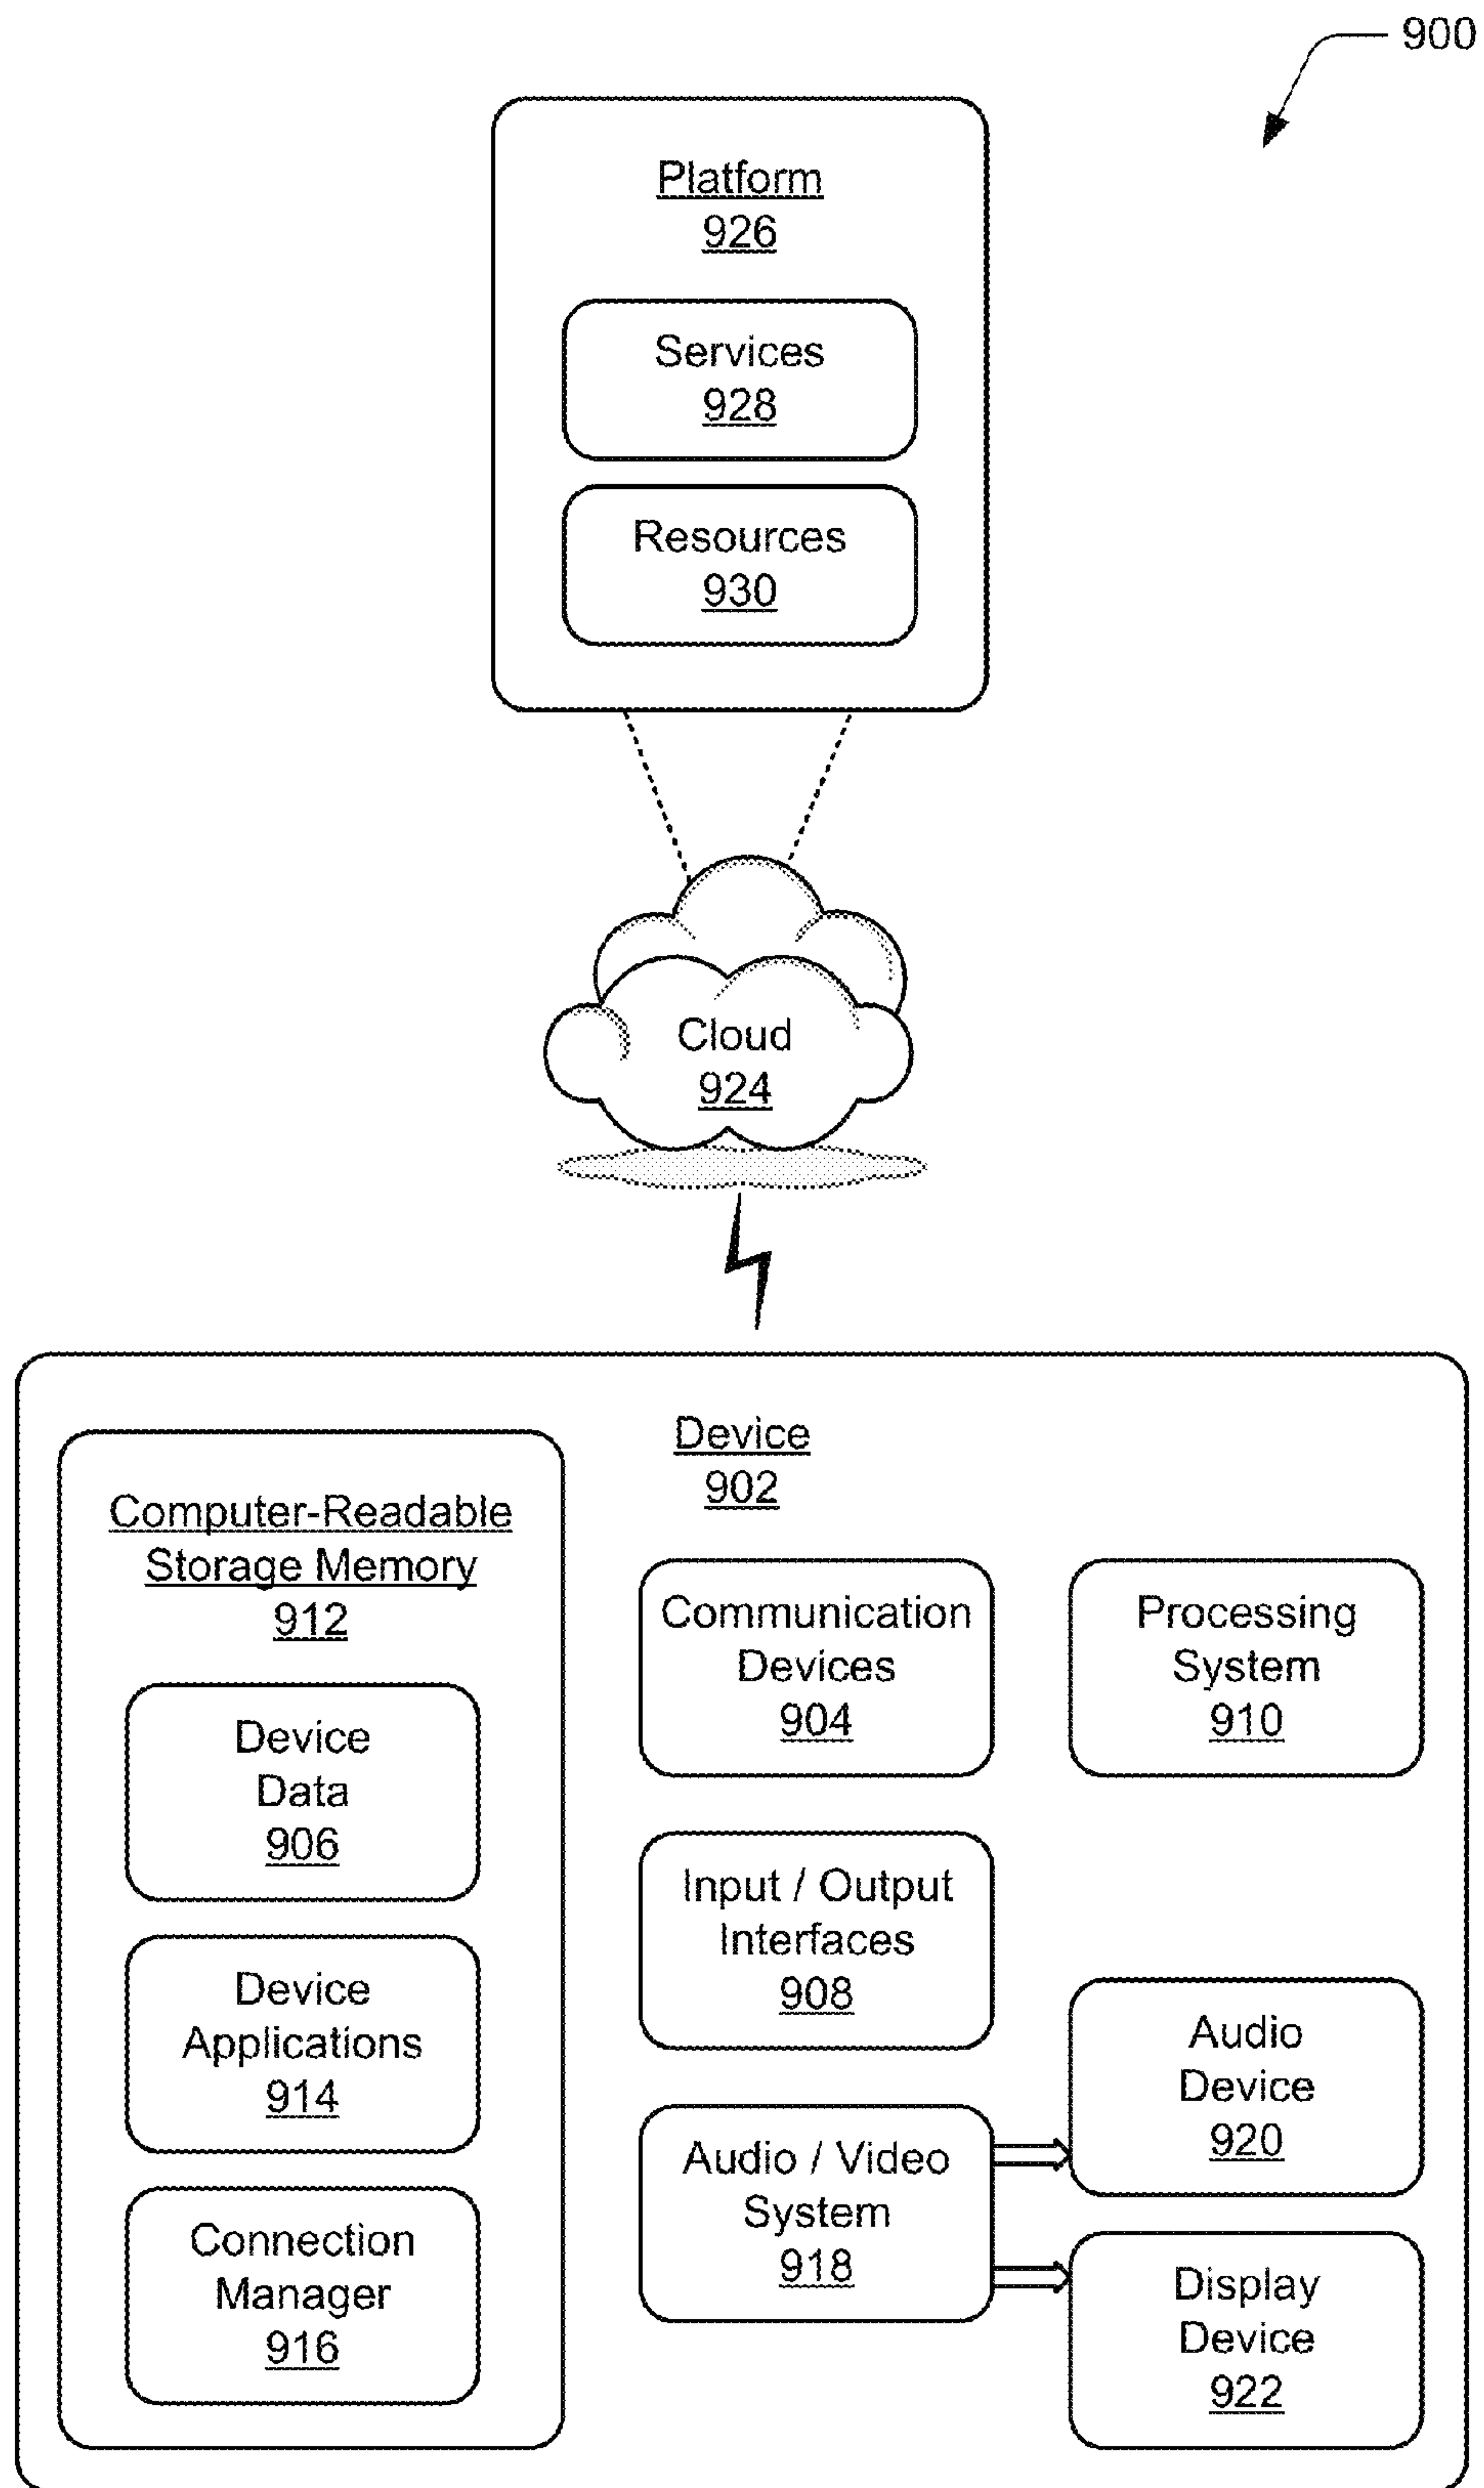 900
Platform
926
Services
928
Resources
930
Cloud
924
Device
902
Computer-Readable
Storage Memory
912
Device
Data
906
Device
Applications
914
Connection
Manager
916
Communication
Devices
904
Processing
System
910
Input / Output
Interfaces
908
Audio / Video
System
918
Audio
Device
920
Display
Device
922